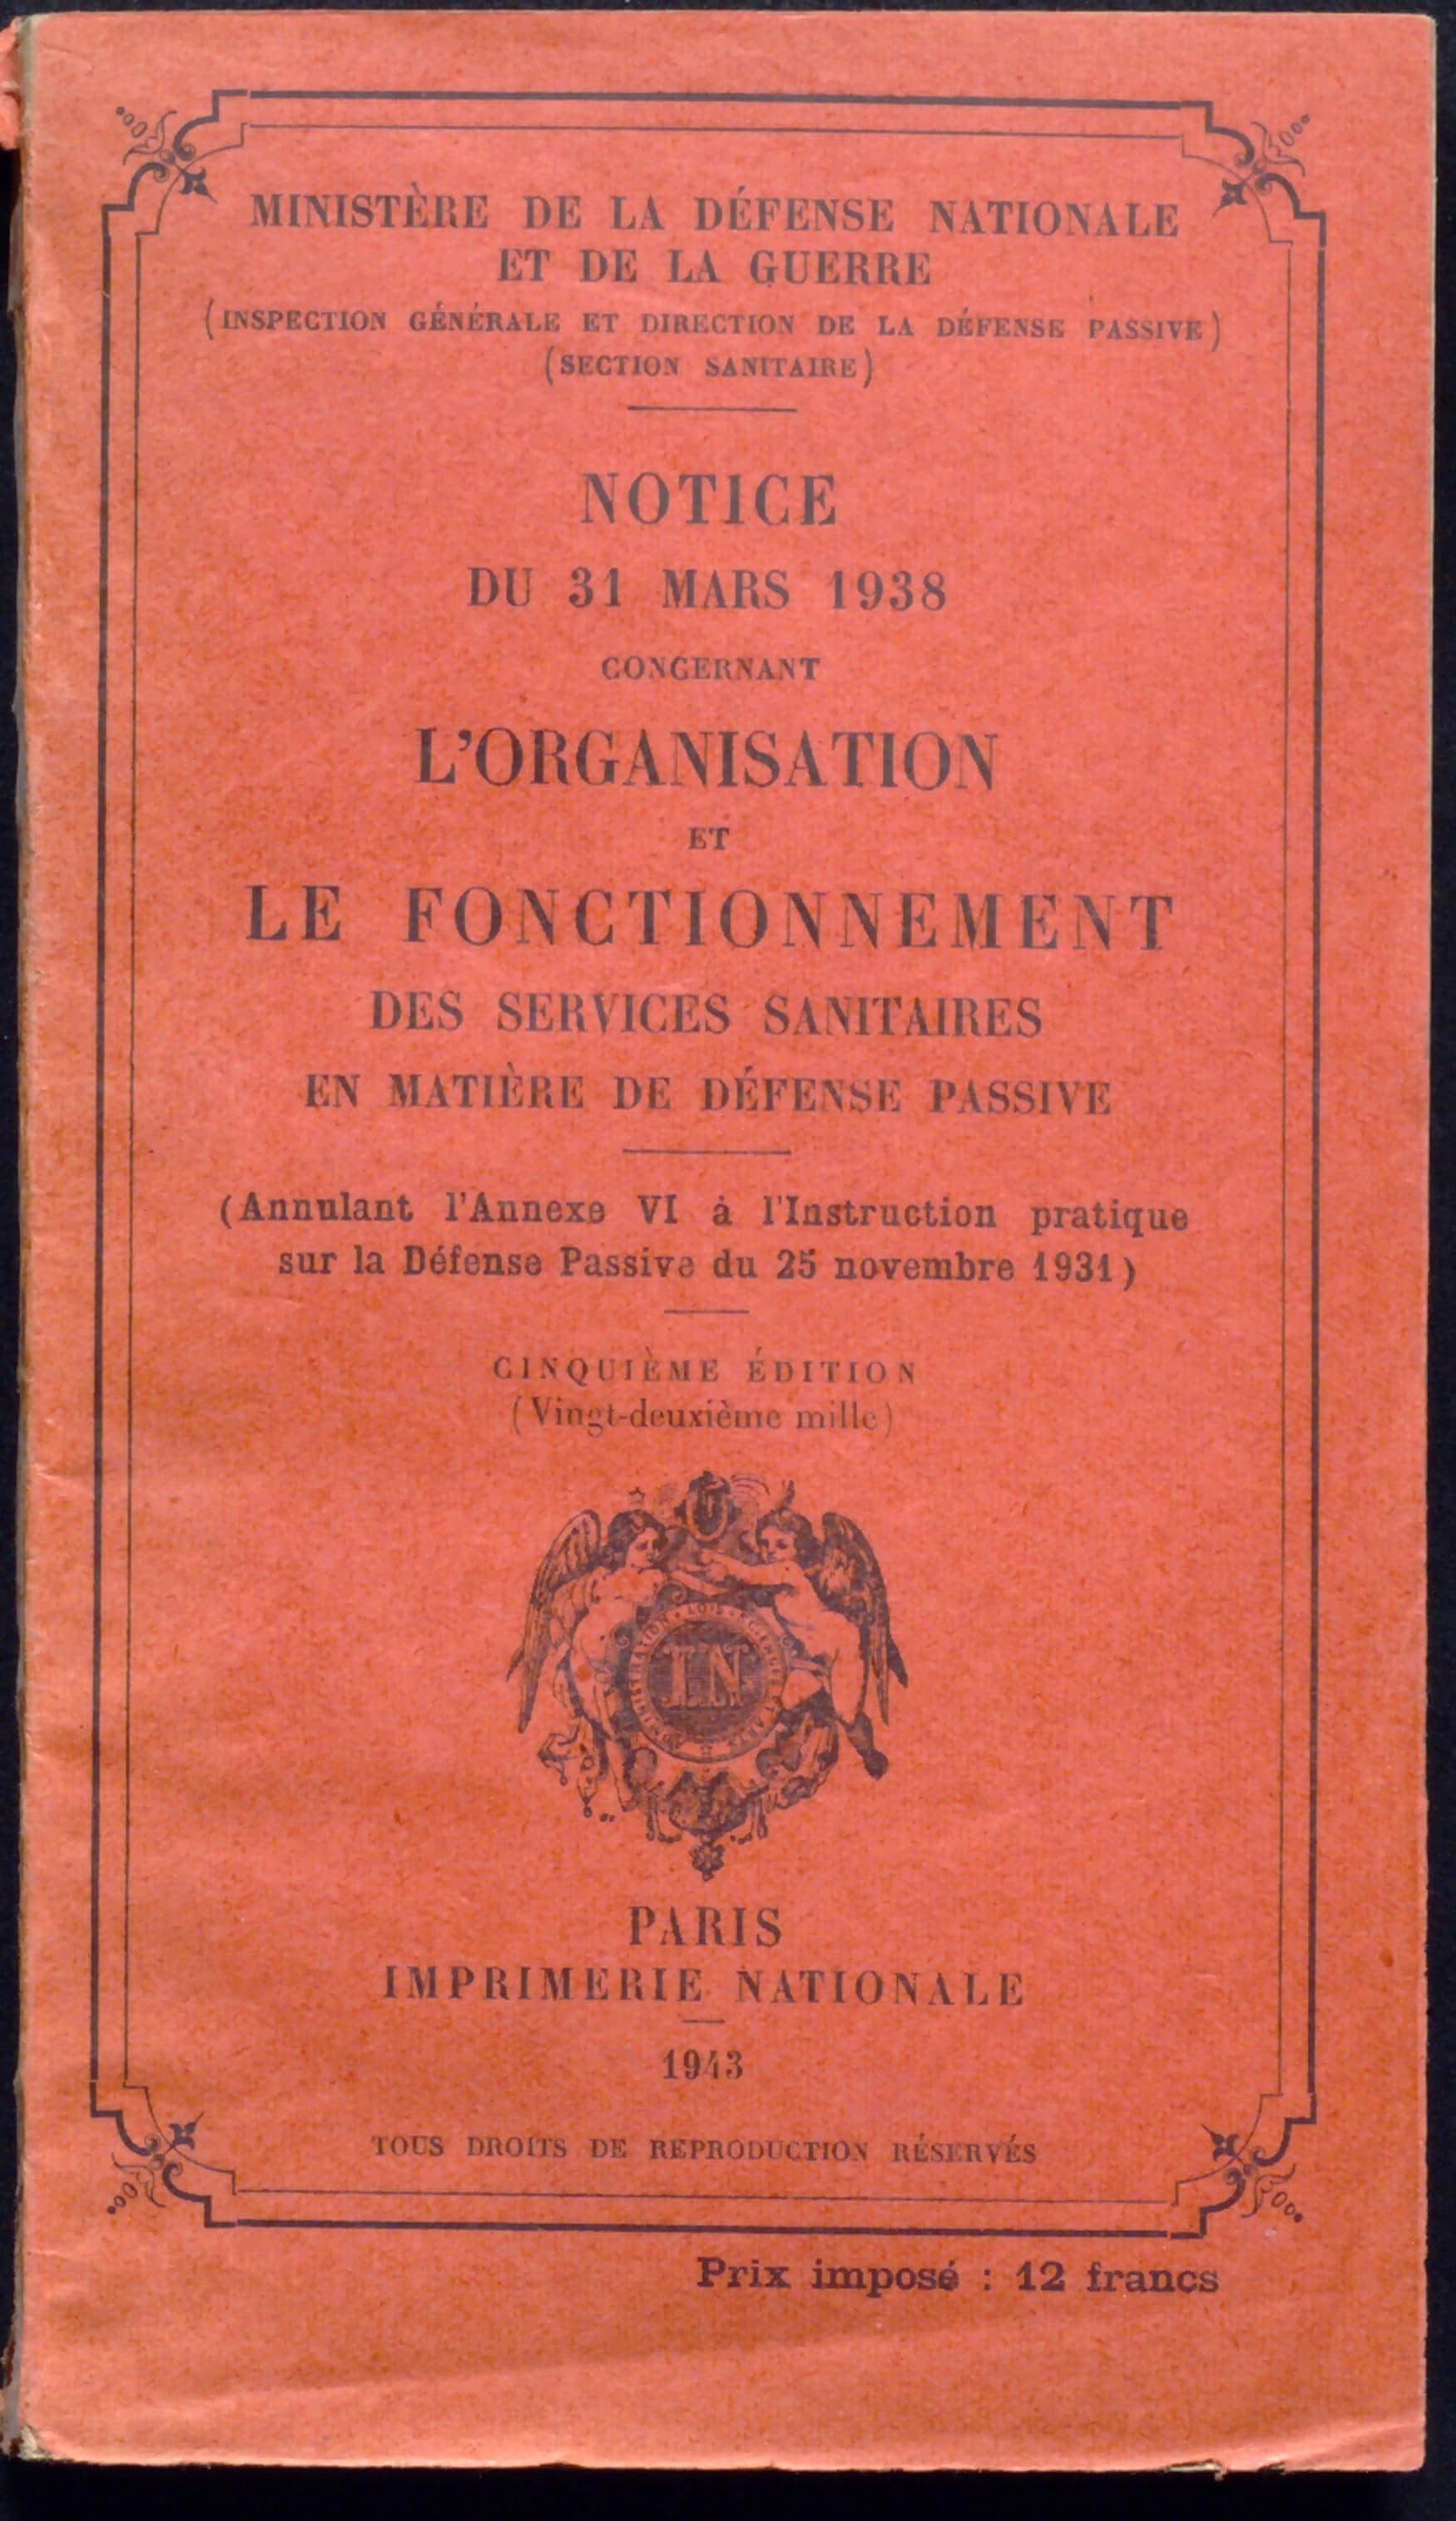 MINISTÈRE DE LA DÉFENSE NATIONALE
ET DE LA GUERRE
(INSPECTION GÉNÉRALE ET DIRECTION DE LA DÉFENSE PASSIVE)
(SECTION SANITAIRE)
NOTICE
DU 31 MARS 1938
CONCERNANT
L'ORGANISATION
ET
LE FONCTIONNEMENT
DES SERVICES SANITAIRES
EN MATIÈRE DE DÉFENSE PASSIVE
(Annulant l'Annexe VI à l'Instruction pratique
sur la Défense Passive du 25 novembre 1931)
CINQUIÈME ÉDITION
(Vingt-deuxième mille)
LOIS
IN
PARIS
IMPRIMERIE NATIONALE
1943
TOUS DROITS DE REPRODUCTION RÉSERVÉS
Prix imposé : 12 francs